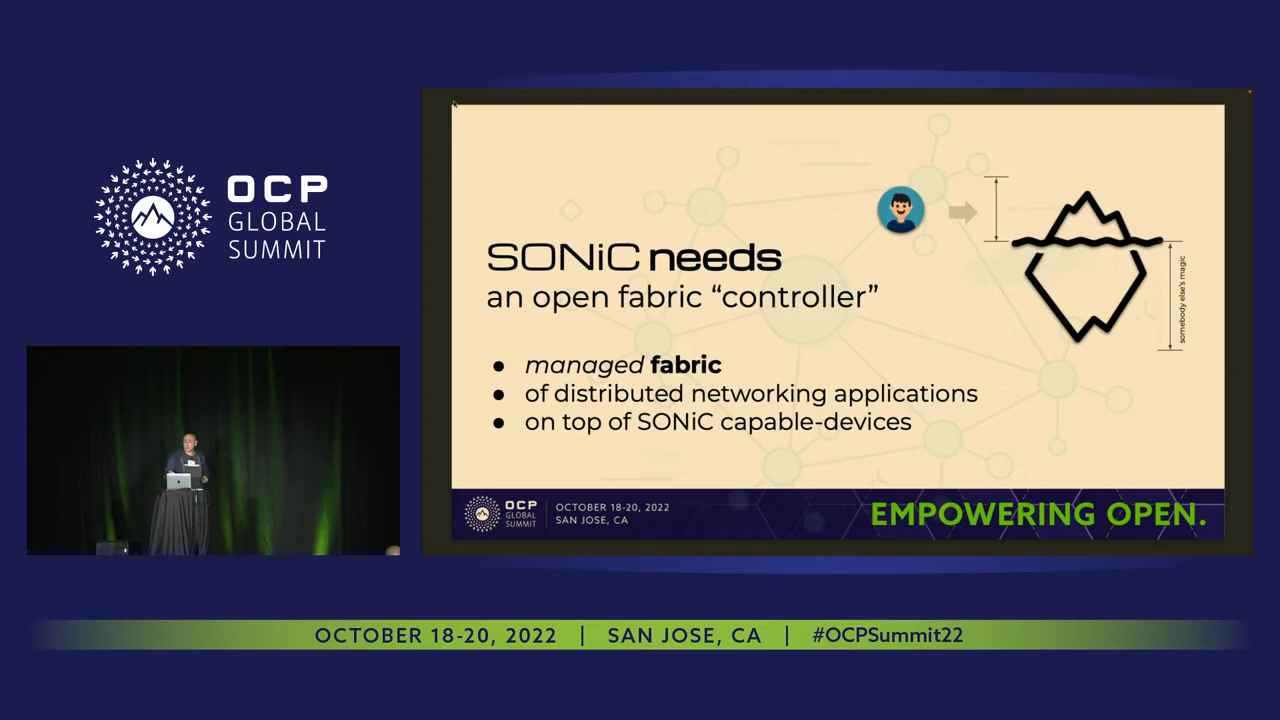 OCP
GLOBAL
SUMMIT
SONiC needs
an open fabric “controller”
● managed fabric
● of distributed networking applications
● on top of SONiC capable-devices
somebody else's magic
OCP
GLOBAL
SUMMIT
OCTOBER 18-20, 2022
SAN JOSE, CA
EMPOWERING OPEN.
OCTOBER 18-20, 2022 | SAN JOSE, CA | #OCPSummit22